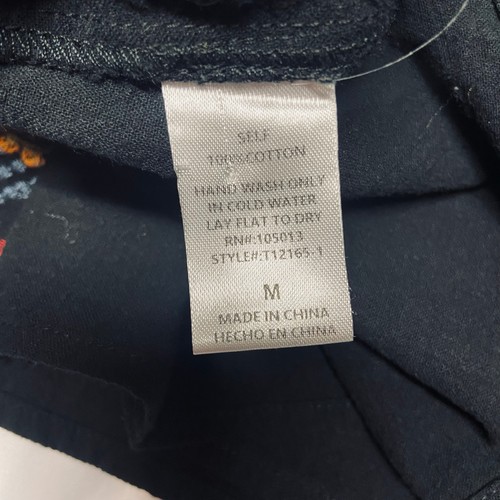 SELF
100%COTTON
HAND WASH ONLY
IN COLD WATER
LAY FLAT TO DRY
RN#:105013
STYLE#:T12165-1
M
MADE IN CHINA
HECHO EN CHINA